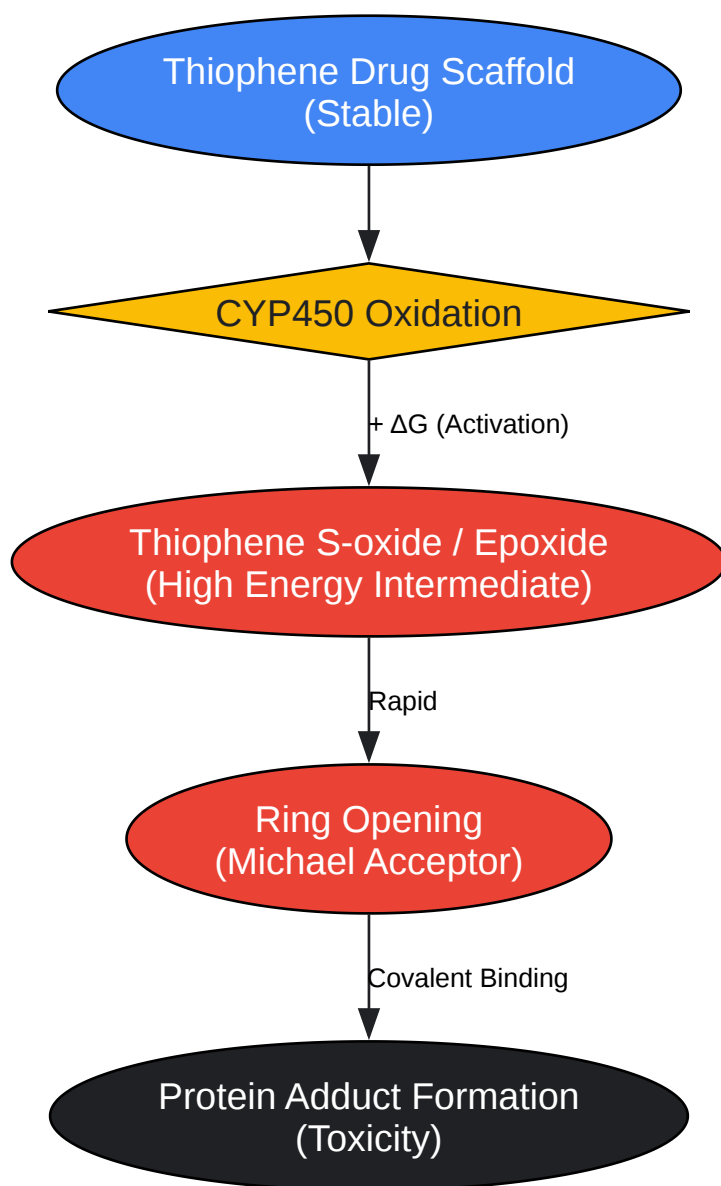 Thiophene Drug Scaffold
(Stable)
CYP450 Oxidation
+ ΔG (Activation)
Thiophene S-oxide / Epoxide
(High Energy Intermediate)
Rapid
Ring Opening
(Michael Acceptor)
Covalent Binding
Protein Adduct Formation
(Toxicity)